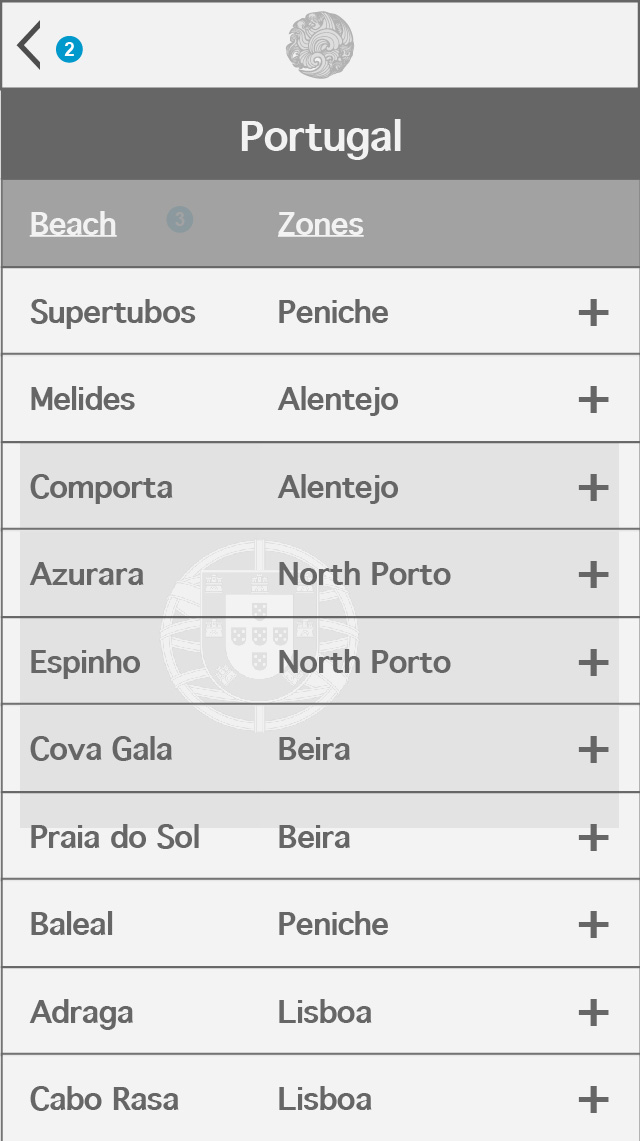 2
Portugal
Beach 3 Zones
Supertubos Peniche +
Melides Alentejo +
Comporta Alentejo +
Azurara North Porto +
Espinho North Porto +
Cova Gala Beira +
Praia do Sol Beira +
Baleal Peniche +
Adraga Lisboa +
Cabo Rasa Lisboa +